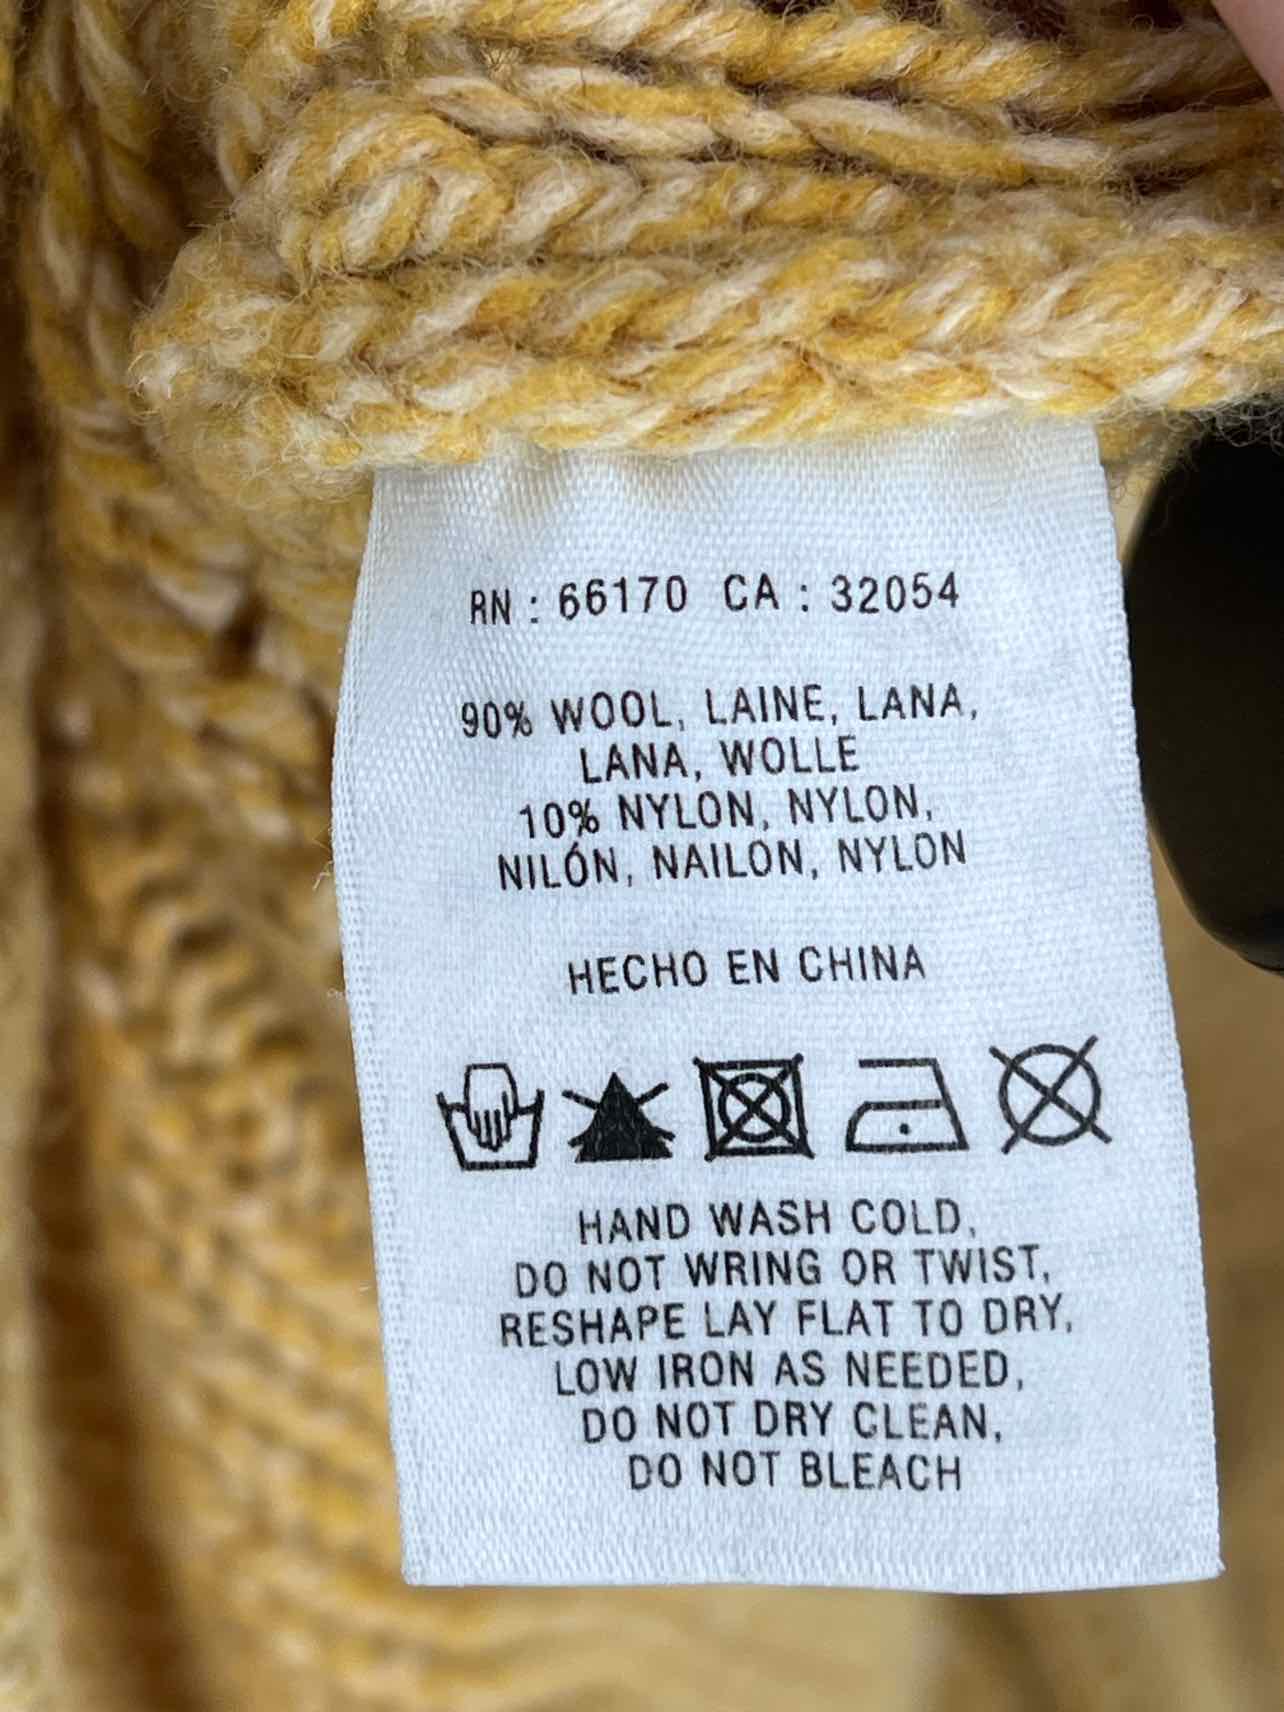 RN : 66170 CA : 32054
90% WOOL, LAINE, LANA,
LANA, WOLLE
10% NYLON, NYLON,
NILÓN, NAILON, NYLON
HECHO EN CHINA
HAND WASH COLD,
DO NOT WRING OR TWIST,
RESHAPE LAY FLAT TO DRY,
LOW IRON AS NEEDED,
DO NOT DRY CLEAN,
DO NOT BLEACH